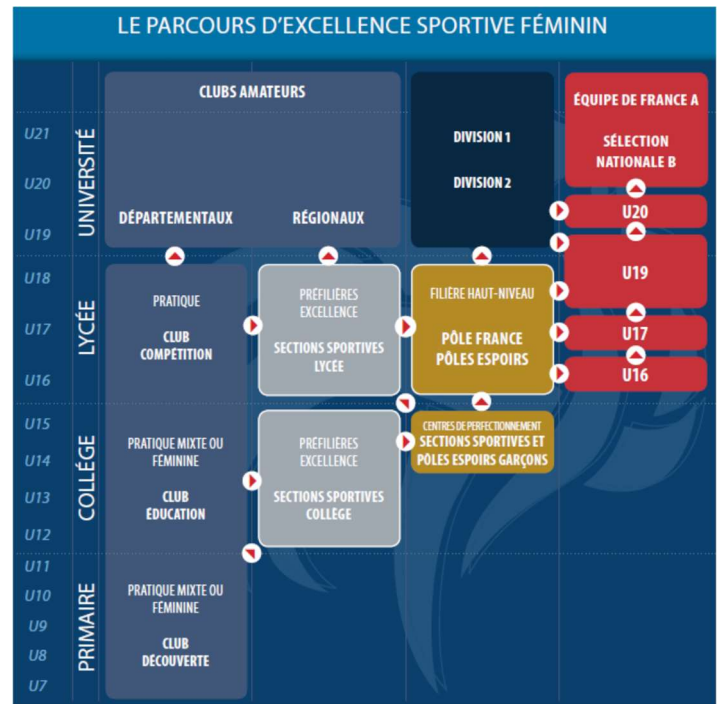 LE PARCOURS D'EXCELLENCE SPORTIVE FÉMININ
CLUBS AMATEURS
DÉPARTEMENTAUX
RÉGIONAUX
DIVISION 1
DIVISION 2
ÉQUIPE DE FRANCE A
SÉLECTION
NATIONALE B
U20
U19
U17
U16
UNIVERSITÉ
U21
U20
U19
LYCÉE
U18
U17
U16
PRATIQUE
CLUB
COMPÉTITION
PRÉFILIÈRES
EXCELLENCE
SECTIONS SPORTIVES
LYCÉE
FILIÈRE HAUT-NIVEAU
PÔLE FRANCE
PÔLES ESPOIRS
COLLÉGE
U15
U14
U13
U12
PRATIQUE MIXTE OU
FÉMININE
CLUB
ÉDUCATION
PRÉFILIÈRES
EXCELLENCE
SECTIONS SPORTIVES
COLLÈGE
CENTRES DE PERFECTIONNEMENT
SECTIONS SPORTIVES ET
PÔLES ESPOIRS GARÇONS
PRIMAIRE
U11
U10
U9
U8
U7
PRATIQUE MIXTE OU
FÉMININE
CLUB
DÉCOUVERTE